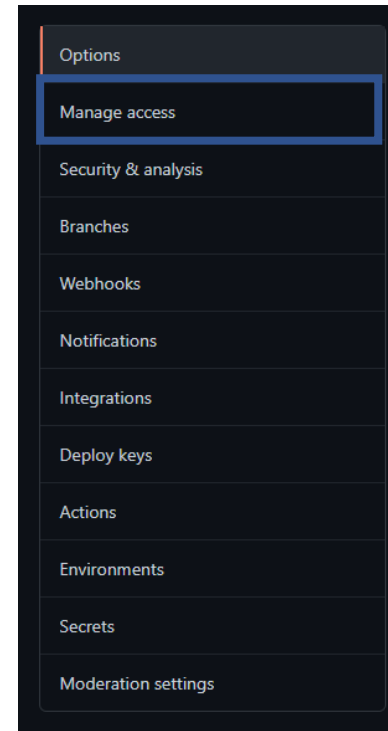 Options
Manage access
Security & analysis
Branches
Webhooks
Notifications
Integrations
Deploy keys
Actions
Environments
Secrets
Moderation settings